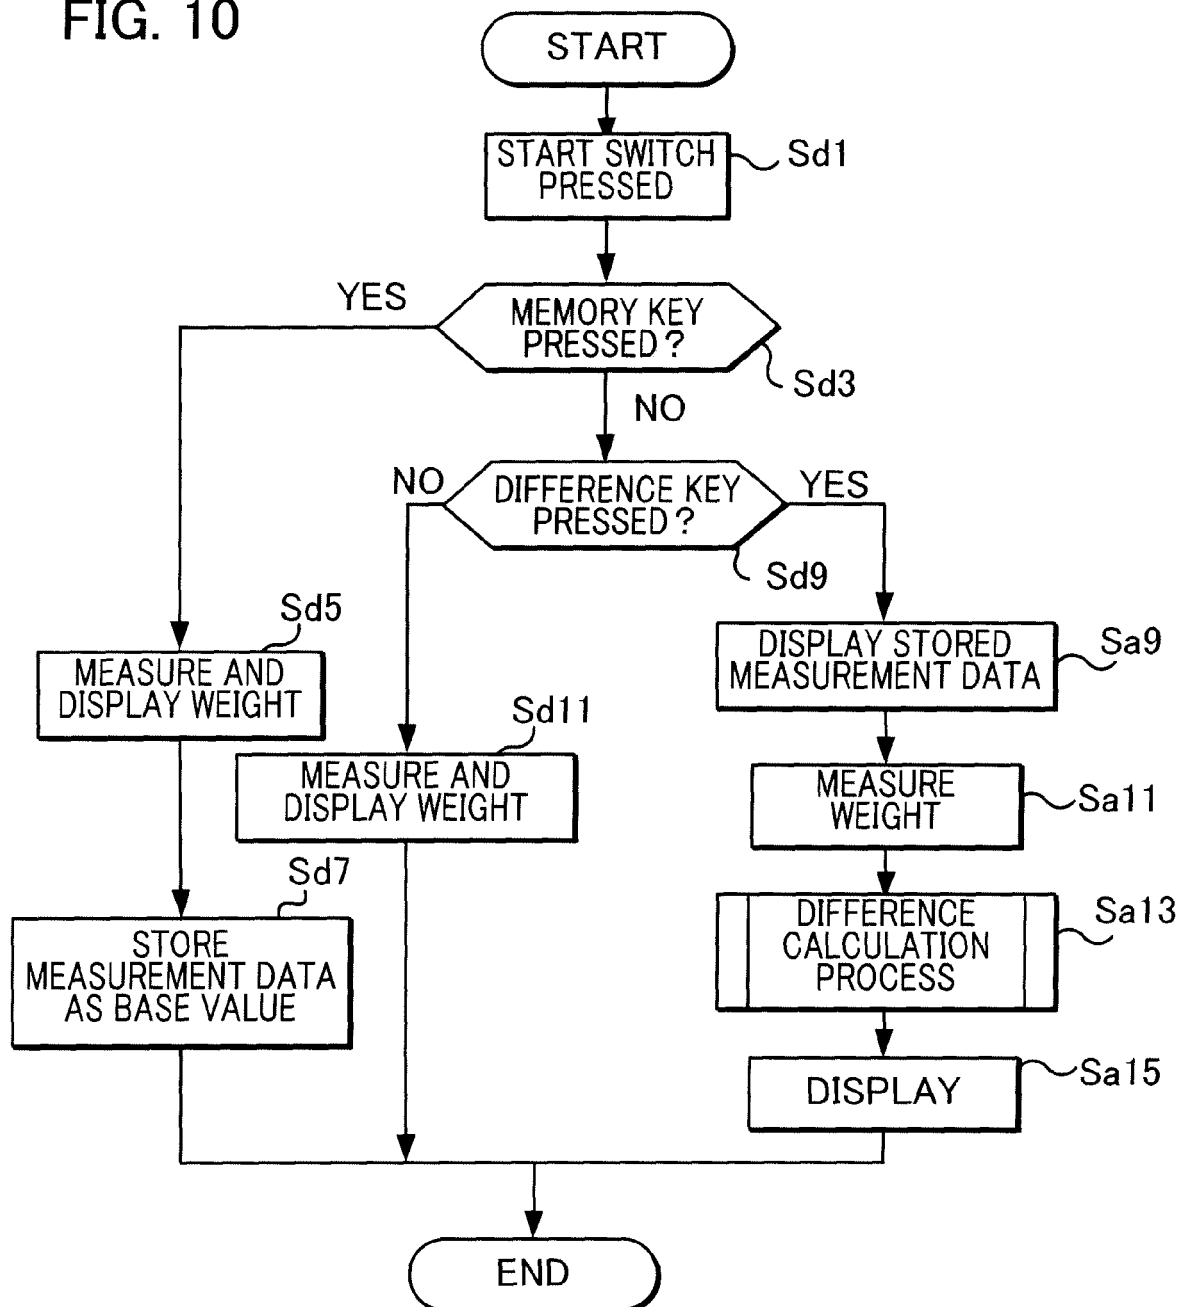 FIG. 10
START
START SWITCH
PRESSED
Sd1
YES
MEMORY KEY
PRESSED?
Sd3
NO
NO
DIFFERENCE KEY
PRESSED?
YES
Sd9
Sd5
MEASURE AND
DISPLAY WEIGHT
Sd11
MEASURE AND
DISPLAY WEIGHT
DISPLAY STORED
MEASUREMENT DATA
Sa9
MEASURE
WEIGHT
Sa11
Sd7
STORE
MEASUREMENT DATA
AS BASE VALUE
DIFFERENCE
CALCULATION
PROCESS
Sa13
DISPLAY
Sa15
END